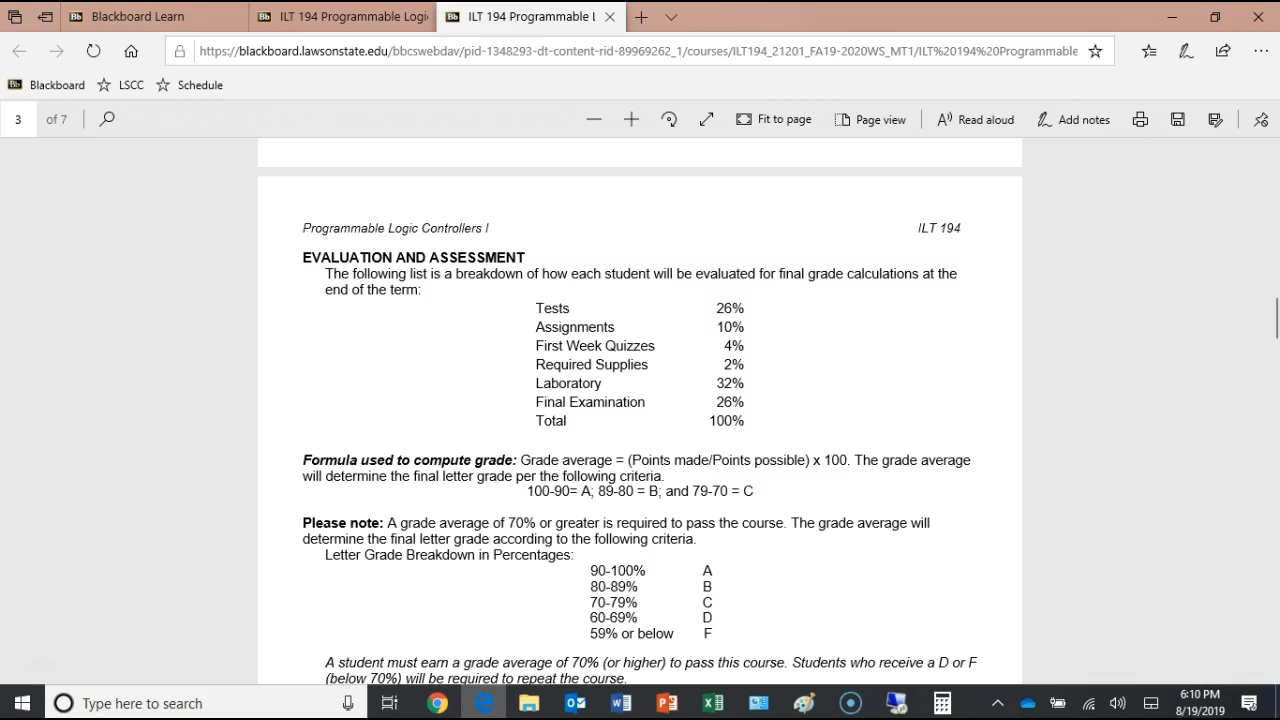 Blackboard Learn
ILT 194 Programmable Logi
ILT 194 Programmable L
https://blackboard.lawsonstate.edu/bbcswebdav/pid-1348293-dt-content-rid-89969262_1/courses/ILT194_21201_FA19-2020WS_MT1/ILT%20194%20Programmable
Blackboard
LSCC
Schedule
3 of 7
Fit to page
Page view
Read aloud
Add notes
Programmable Logic Controllers I ILT 194
EVALUATION AND ASSESSMENT
The following list is a breakdown of how each student will be evaluated for final grade calculations at the
end of the term:
Tests 26%
Assignments 10%
First Week Quizzes 4%
Required Supplies 2%
Laboratory 32%
Final Examination 26%
Total 100%
Formula used to compute grade: Grade average = (Points made/Points possible) x 100. The grade average
will determine the final letter grade per the following criteria.
100-90= A; 89-80 = B; and 79-70 = C
Please note: A grade average of 70% or greater is required to pass the course. The grade average will
determine the final letter grade according to the following criteria.
Letter Grade Breakdown in Percentages:
90-100% A
80-89% B
70-79% C
60-69% D
59% or below F
A student must earn a grade average of 70% (or higher) to pass this course. Students who receive a D or F
(below 70%) will be required to repeat the course.
Type here to search
6:10 PM
8/19/2019